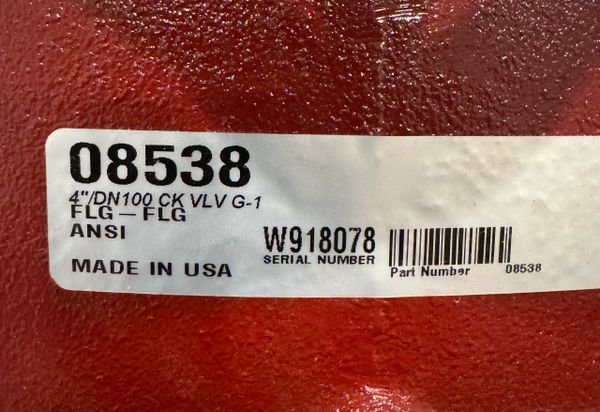 08538
4"/DN100 CK VLV G-1
FLG — FLG
ANSI
MADE IN USA
W918078
SERIAL NUMBER
Part Number 08538